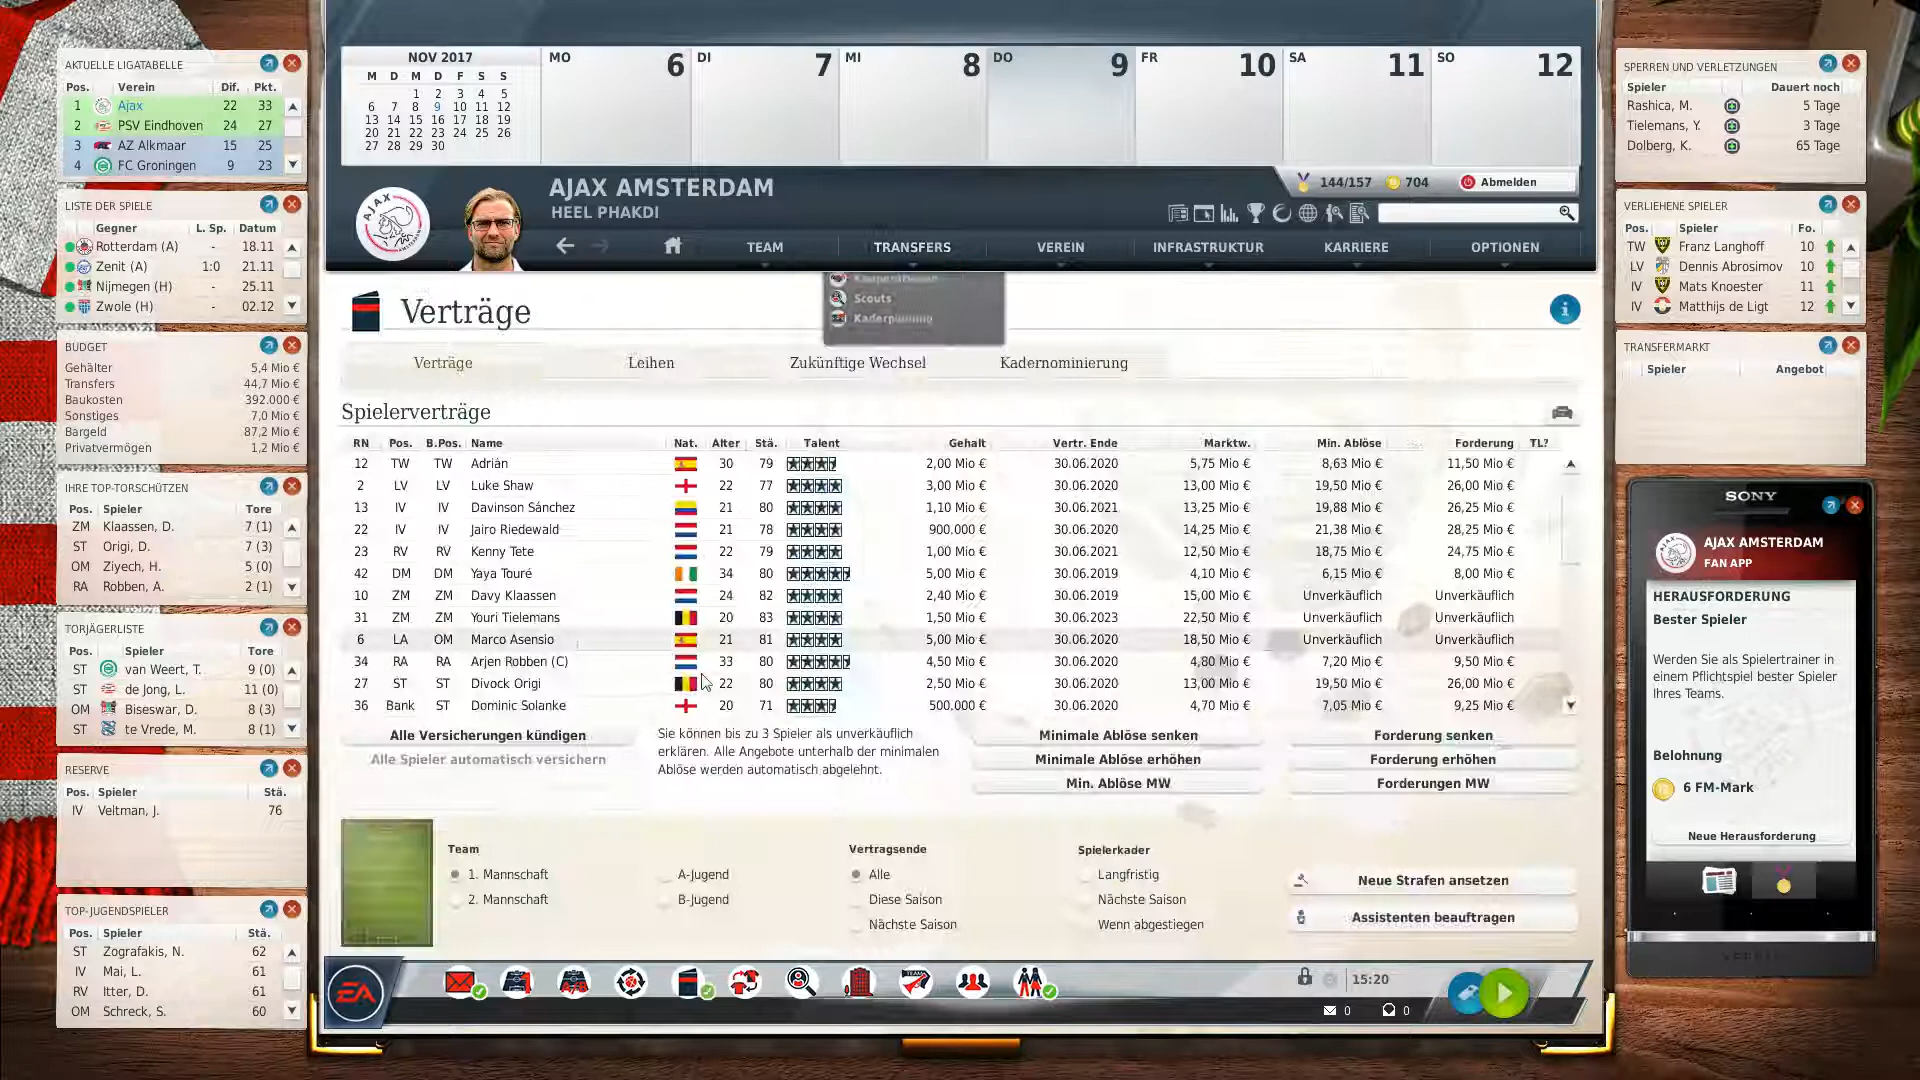 AKTUELLE LIGATABELLE
Pos. Verein Dif. Pkt.
1 Ajax 22 33
2 PSV Eindhoven 24 27
3 AZ Alkmaar 15 25
4 FC Groningen 9 23
LISTE DER SPIELE
Gegner L. Sp. Datum
Rotterdam (A) - 18.11
Zenit (A) 1:0 21.11
Nijmegen (H) - 25.11
Zwole (H) - 02.12
BUDGET
Gehälter 5,4 Mio €
Transfers 44,7 Mio €
Baukosten 392.000 €
Sonstiges 7,0 Mio €
Bargeld 87,2 Mio €
Privatvermögen 1,2 Mio €
IHRE TOP-TORSCHÜTZEN
Pos. Spieler Tore
ZM Klaassen, D. 7 (1)
ST Origi, D. 7 (3)
OM Ziyech, H. 5 (0)
RA Robben, A. 2 (1)
TORJÄGERLISTE
Pos. Spieler Tore
ST van Weert, T. 9 (0)
ST de Jong, L. 11 (0)
OM Biseswar, D. 8 (3)
ST te Vrede, M. 8 (1)
RESERVE
Pos. Spieler Stä.
IV Veltman, J. 76
TOP-JUGENDSPIELER
Pos. Spieler Stä.
ST Zografakis, N. 62
IV Mai, L. 61
RV Itter, D. 61
OM Schreck, S. 60
NOV 2017
M D M D F S S
1 2 3 4 5
6 7 8 9 10 11 12
13 14 15 16 17 18 19
20 21 22 23 24 25 26
27 28 29 30
MO 6 DI 7 MI 8 DO 9 FR 10 SA 11 SO 12
AJAX
AJAX AMSTERDAM
HEEL PHAKDI
144/157 704 Abmelden
TEAM TRANSFERS VEREIN INFRASTRUKTUR KARRIERE OPTIONEN
Scouts
Kaderplanung
Verträge
Verträge Leihen Zukünftige Wechsel Kadernominierung
Spielerverträge
RN Pos. B.Pos. Name Nat. Alter Stä. Talent Gehalt Vertr. Ende Marktw. Min. Ablöse Forderung TL?
12 TW TW Adrián 30 79 2,00 Mio € 30.06.2020 5,75 Mio € 8,63 Mio € 11,50 Mio €
2 LV LV Luke Shaw 22 77 3,00 Mio € 30.06.2020 13,00 Mio € 19,50 Mio € 26,00 Mio €
13 IV IV Davinson Sánchez 21 80 1,10 Mio € 30.06.2021 13,25 Mio € 19,88 Mio € 26,25 Mio €
22 IV IV Jairo Riedewald 21 78 900.000 € 30.06.2020 14,25 Mio € 21,38 Mio € 28,25 Mio €
23 RV RV Kenny Tete 22 79 1,00 Mio € 30.06.2021 12,50 Mio € 18,75 Mio € 24,75 Mio €
42 DM DM Yaya Touré 34 80 5,00 Mio € 30.06.2019 4,10 Mio € 6,15 Mio € 8,00 Mio €
10 ZM ZM Davy Klaassen 24 82 2,40 Mio € 30.06.2019 15,00 Mio € Unverkäuflich Unverkäuflich
31 ZM ZM Youri Tielemans 20 83 1,50 Mio € 30.06.2023 22,50 Mio € Unverkäuflich Unverkäuflich
6 LA OM Marco Asensio 21 81 5,00 Mio € 30.06.2020 18,50 Mio € Unverkäuflich Unverkäuflich
34 RA RA Arjen Robben (C) 33 80 4,50 Mio € 30.06.2020 4,80 Mio € 7,20 Mio € 9,50 Mio €
27 ST ST Divock Origi 22 80 2,50 Mio € 30.06.2020 13,00 Mio € 19,50 Mio € 26,00 Mio €
36 Bank ST Dominic Solanke 20 71 500.000 € 30.06.2020 4,70 Mio € 7,05 Mio € 9,25 Mio €
Alle Versicherungen kündigen
Alle Spieler automatisch versichern
Sie können bis zu 3 Spieler als unverkäuflich
erklären. Alle Angebote unterhalb der minimalen
Ablöse werden automatisch abgelehnt.
Minimale Ablöse senken
Minimale Ablöse erhöhen
Min. Ablöse MW
Forderung senken
Forderung erhöhen
Forderungen MW
Team
1. Mannschaft A-Jugend
2. Mannschaft B-Jugend
Vertragsende
Alle
Diese Saison
Nächste Saison
Spielerkader
Langfristig
Nächste Saison
Wenn abgestiegen
Neue Strafen ansetzen
Assistenten beauftragen
EA
15:20
0 0
SPERREN UND VERLETZUNGEN
Spieler Dauert noch
Rashica, M. 5 Tage
Tielemans, Y. 3 Tage
Dolberg, K. 65 Tage
VERLIEHENE SPIELER
Pos. Spieler Fo.
TW Franz Langhoff 10
LV Dennis Abrosimov 10
IV Mats Knoester 11
IV Matthijs de Ligt 12
TRANSFERMARKT
Spieler Angebot
SONY
AJAX AMSTERDAM
FAN APP
HERAUSFORDERUNG
Bester Spieler
Werden Sie als Spielertrainer in
einem Pflichtspiel bester Spieler
Ihres Teams.
Belohnung
6 FM-Mark
Neue Herausforderung
XPERIA